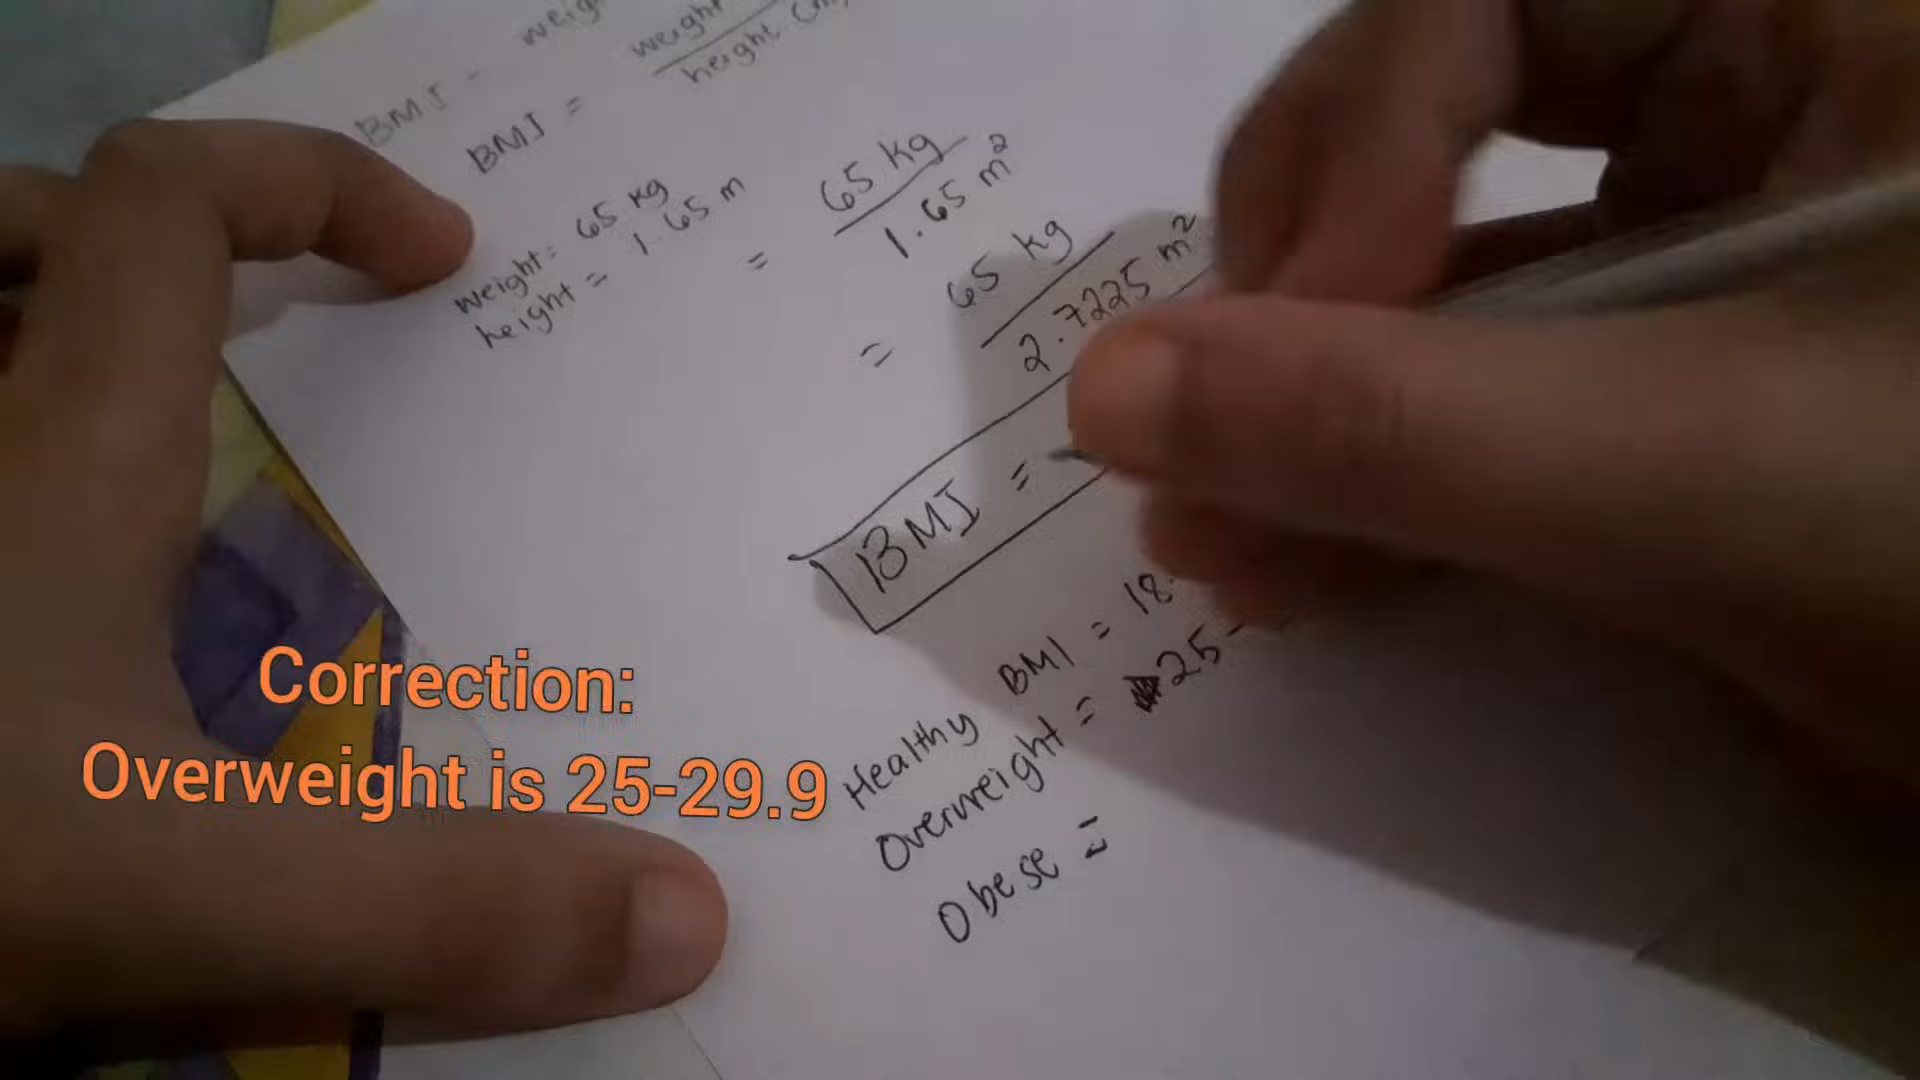 BMI -
BMI = weight
height
weight = 65 kg
height = 1.65 m
= 65 kg
1.65 m²
= 65 kg
2.7225 m²
BMI =
Healthy BMI = 18.
Overweight = 25 -
Obese =
Correction:
Overweight is 25-29.9